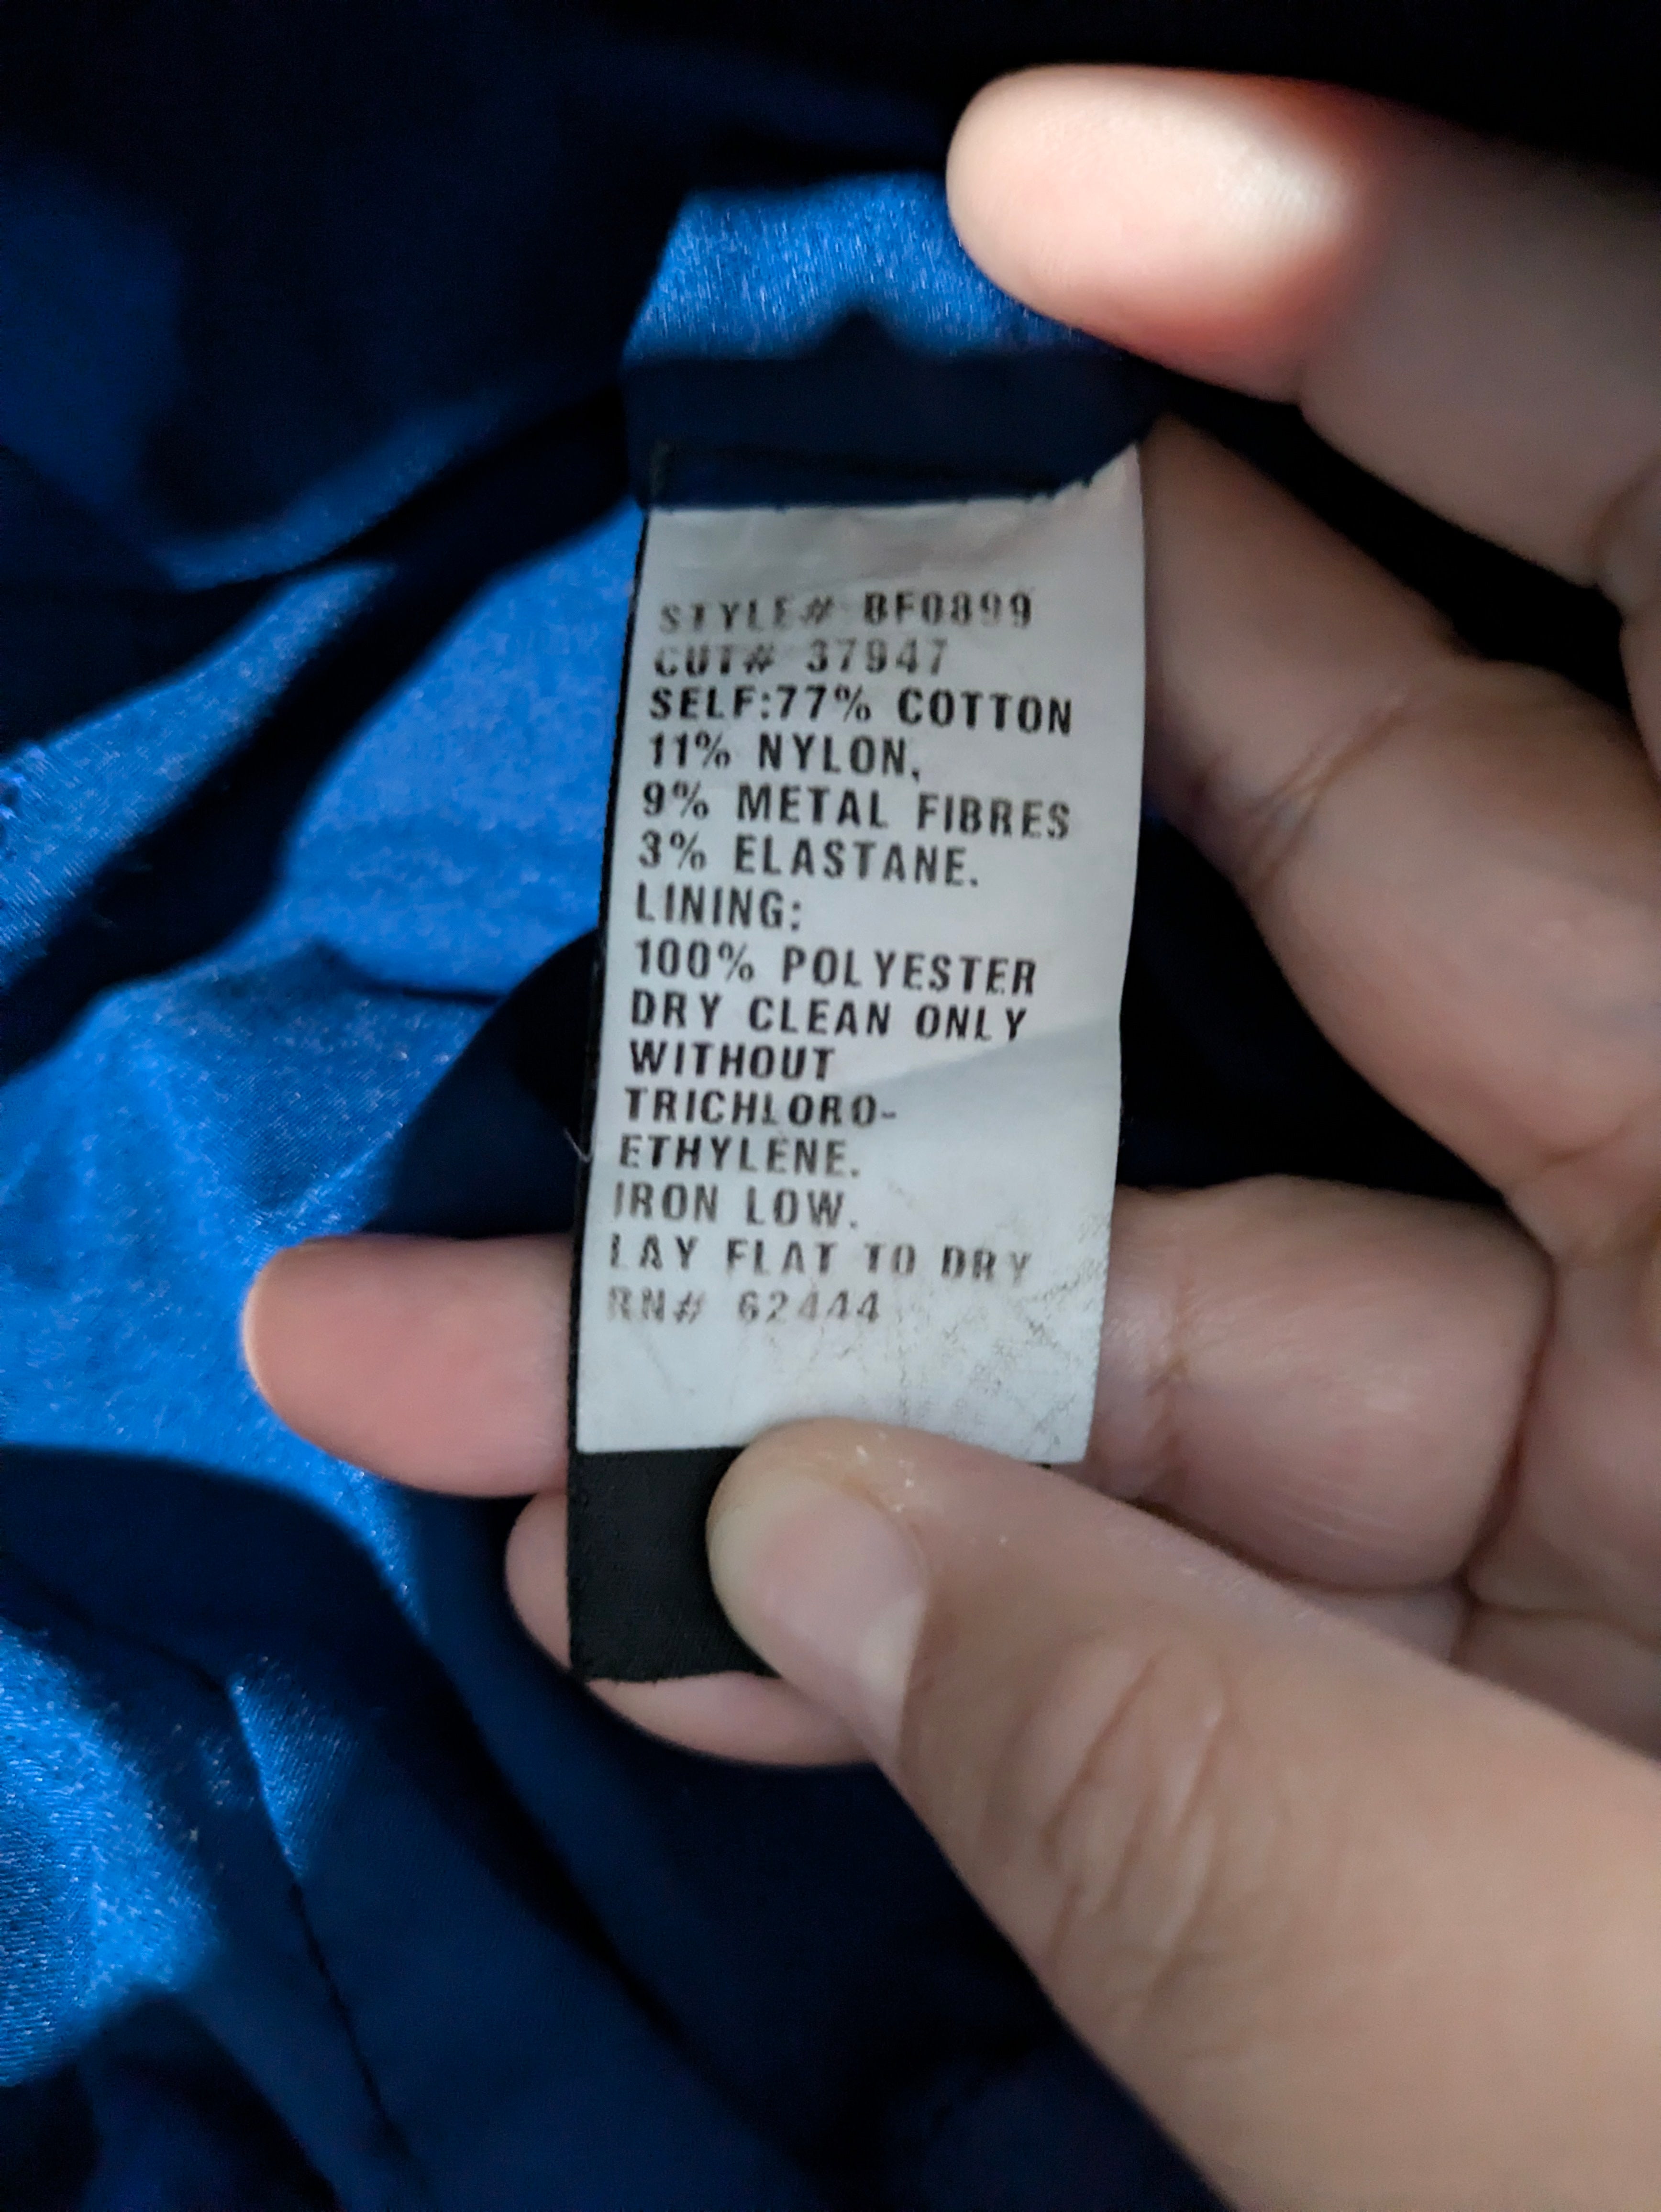 STYLE# BF0899
CUT# 37947
SELF:77% COTTON
11% NYLON,
9% METAL FIBRES
3% ELASTANE.
LINING:
100% POLYESTER
DRY CLEAN ONLY
WITHOUT
TRICHLORO-
ETHYLENE.
IRON LOW.
LAY FLAT TO DRY
RN# 62444